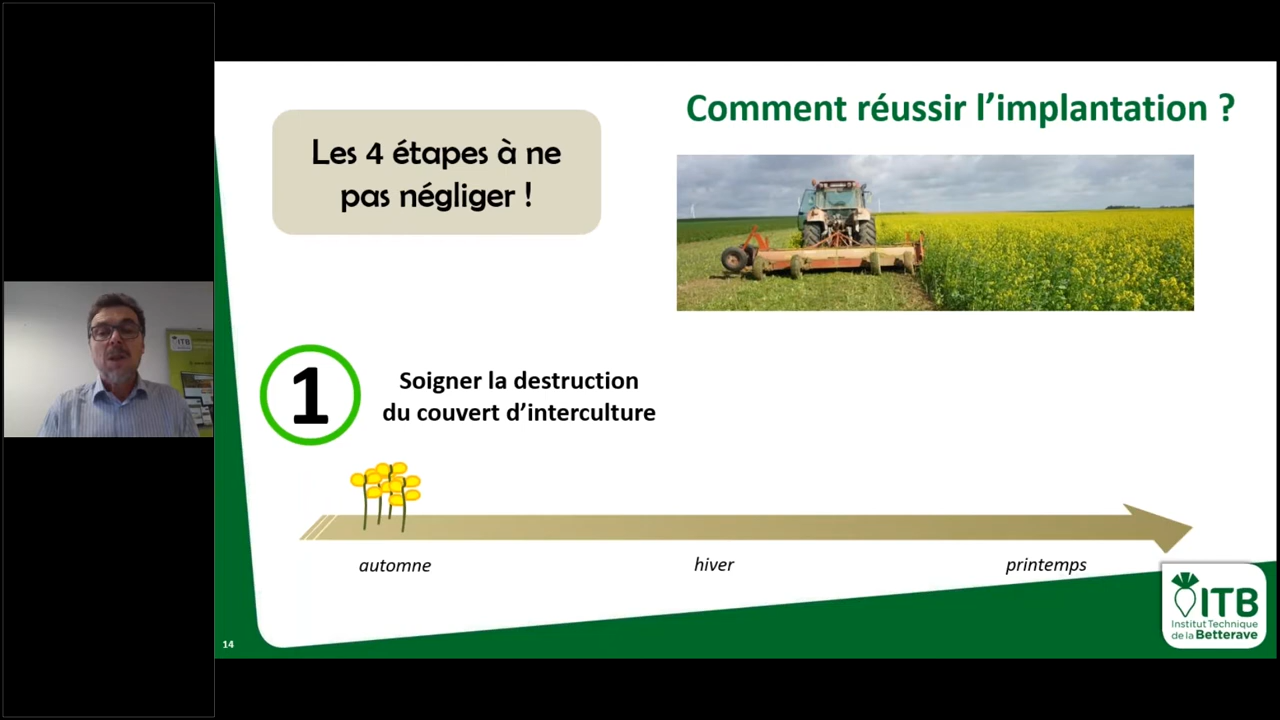 Comment réussir l’implantation ?
Les 4 étapes à ne
pas négliger !
1
Soigner la destruction
du couvert d’interculture
automne
hiver
printemps
14
ITB
Institut Technique
de la Betterave
ITB